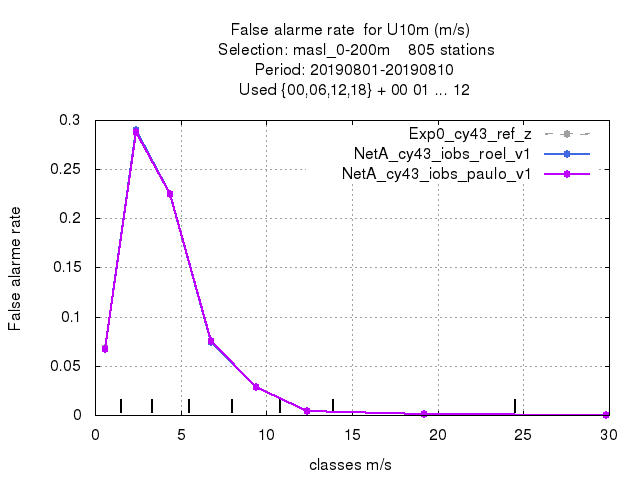 False alarme rate  for U10m (m/s)
Selection: masl_0-200m    805 stations
Period: 20190801-20190810
Used {00,06,12,18} + 00 01 ... 12
Exp0_cy43_ref_z
NetA_cy43_iobs_roel_v1
NetA_cy43_iobs_paulo_v1
False alarme rate
0.3
0.25
0.2
0.15
0.1
0.05
0
0 5 10 15 20 25 30
classes m/s